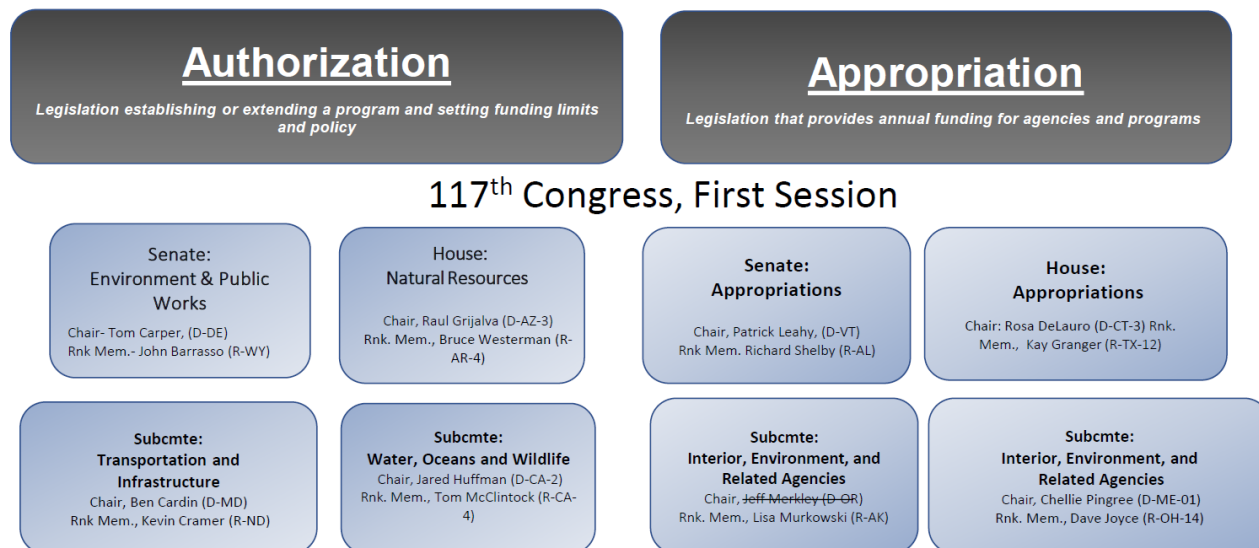 Authorization
Legislation establishing or extending a program and setting funding limits
and policy
Appropriation
Legislation that provides annual funding for agencies and programs
117th Congress, First Session
Senate:
Environment & Public
Works
Chair- Tom Carper, (D-DE)
Rnk Mem.- John Barrasso (R-WY)
House:
Natural Resources
Chair, Raul Grijalva (D-AZ-3)
Rnk. Mem., Bruce Westerman (R-
AR-4)
Senate:
Appropriations
Chair, Patrick Leahy, (D-VT)
Rnk Mem. Richard Shelby (R-AL)
House:
Appropriations
Chair: Rosa DeLauro (D-CT-3) Rnk.
Mem., Kay Granger (R-TX-12)
Subcmte:
Transportation and
Infrastructure
Chair, Ben Cardin (D-MD)
Rnk Mem., Kevin Cramer (R-ND)
Subcmte:
Water, Oceans and Wildlife
Chair, Jared Huffman (D-CA-2)
Rnk. Mem., Tom McClintock (R-CA-
4)
Subcmte:
Interior, Environment, and
Related Agencies
Chair, Jeff Merkley (D-OR)
Rnk. Mem., Lisa Murkowski (R-AK)
Subcmte:
Interior, Environment, and
Related Agencies
Chair, Chellie Pingree (D-ME-01)
Rnk. Mem., Dave Joyce (R-OH-14)